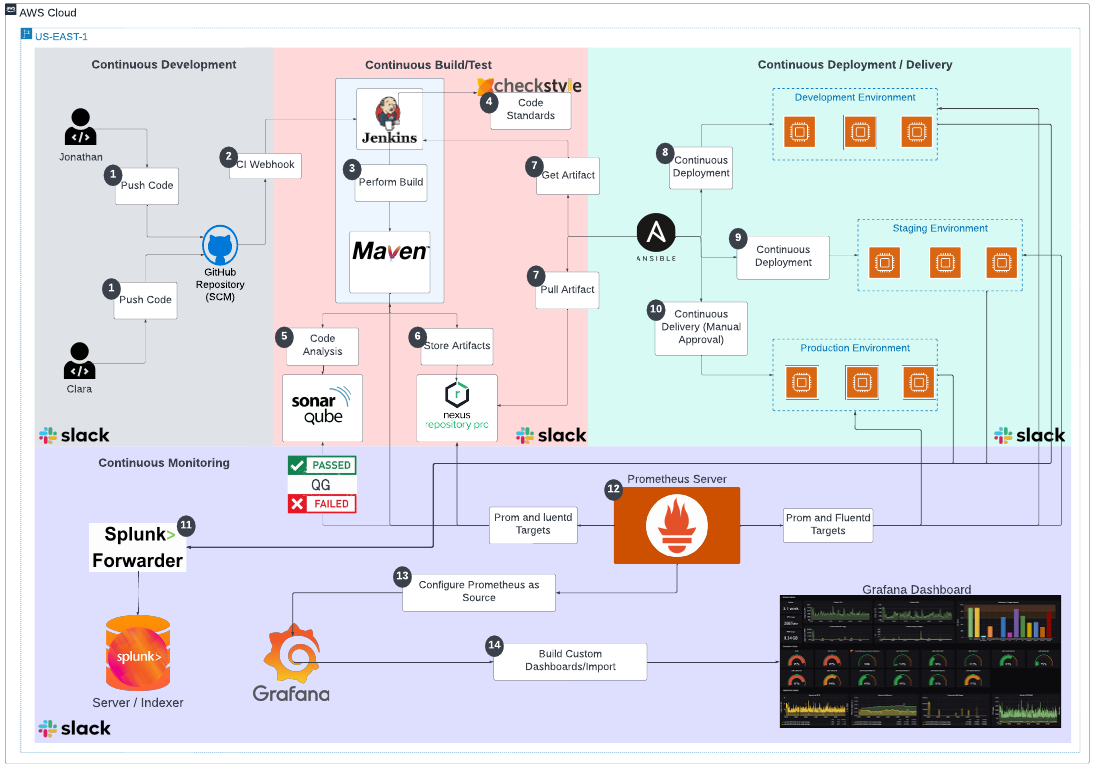 AWS Cloud
US-EAST-1
Continuous Development
Continuous Build/Test
Continuous Deployment / Delivery
Jonathan
1
Push Code
2
CI Webhook
GitHub
Repository
(SCM)
1
Push Code
Clara
slack
Jenkins
3
Perform Build
Maven™
checkstyle
4
Code
Standards
7
Get Artifact
7
Pull Artifact
5
Code
Analysis
6
Store Artifacts
sonar
qube
r
nexus
repository pro
slack
ANSIBLE
8
Continuous
Deployment
9
Continuous
Deployment
10
Continuous
Delivery (Manual
Approval)
Development Environment
Staging Environment
Production Environment
slack
Continuous Monitoring
PASSED
QG
FAILED
11
Splunk>
Forwarder
splunk>
Server / Indexer
Prometheus Server
12
Prom and luentd
Targets
Prom and Fluentd
Targets
13
Configure Prometheus as
Source
Grafana
14
Build Custom
Dashboards/Import
Grafana Dashboard
slack